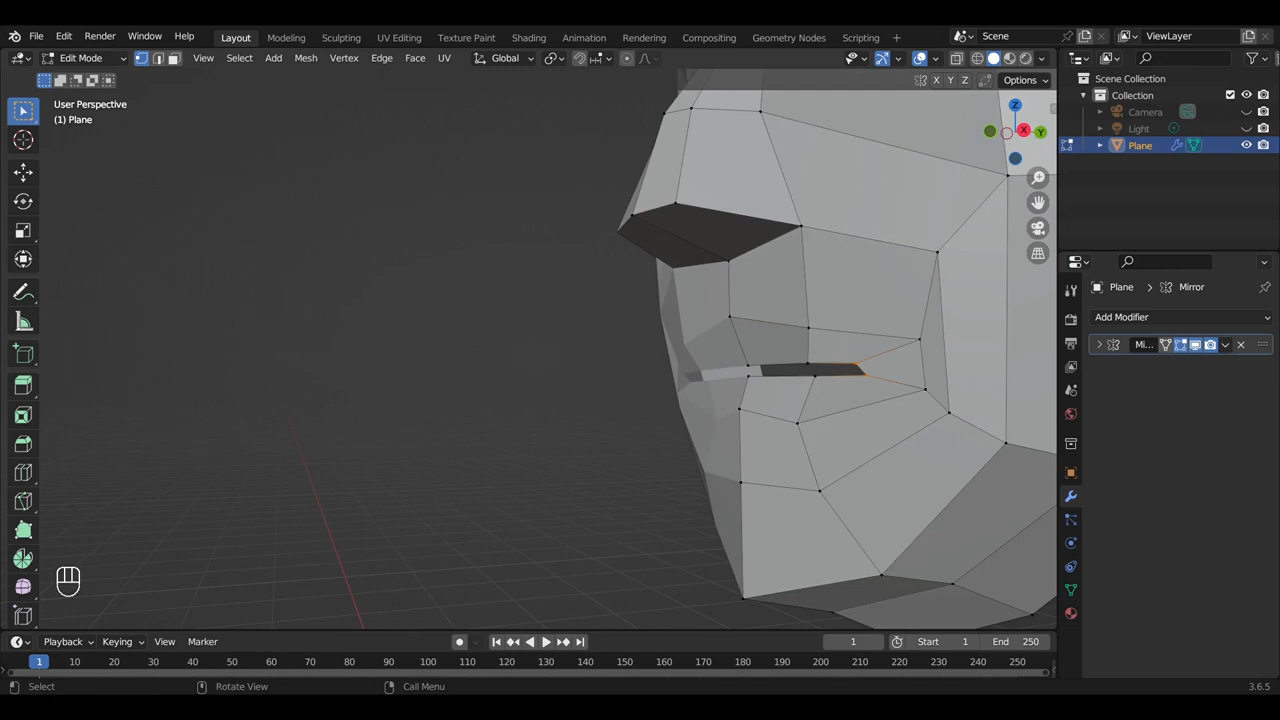 File Edit Render Window Help Layout Modeling Sculpting UV Editing Texture Paint Shading Animation Rendering Compositing Geometry Nodes Scripting + Scene ViewLayer
Edit Mode View Select Add Mesh Vertex Edge Face UV Global
X Y Z Options
User Perspective
(1) Plane
Z
X
Y
Scene Collection
Collection
Camera
Light
Plane
Plane > Mirror
Add Modifier
Mi...
Playback Keying View Marker 1 Start 1 End 250
1 10 20 30 40 50 60 70 80 90 100 110 120 130 140 150 160 170 180 190 200 210 220 230 240 250
Select Rotate View Call Menu 3.6.5